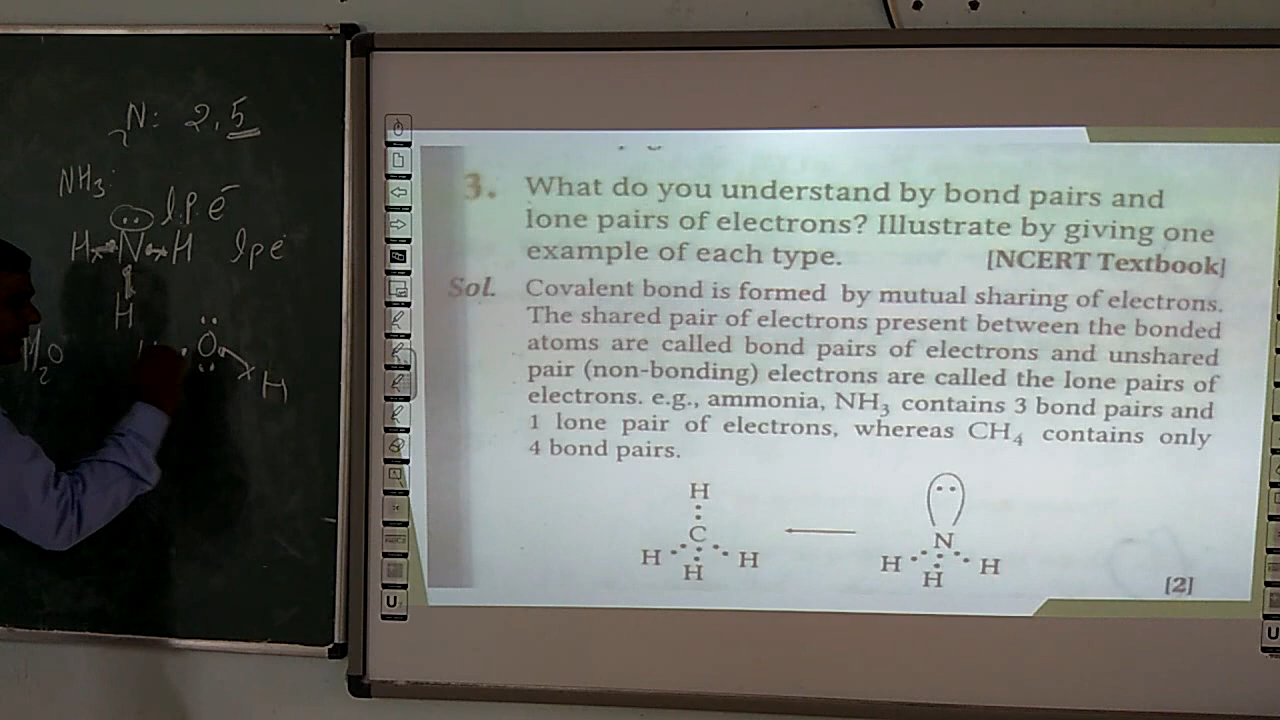 N: 2,5
NH₃:
l.p.e⁻
H N H lpe⁻
H
H₂O
O
H
3. What do you understand by bond pairs and
lone pairs of electrons? Illustrate by giving one
example of each type. [NCERT Textbook]
Sol. Covalent bond is formed by mutual sharing of electrons.
The shared pair of electrons present between the bonded
atoms are called bond pairs of electrons and unshared
pair (non-bonding) electrons are called the lone pairs of
electrons. e.g., ammonia, NH₃ contains 3 bond pairs and
1 lone pair of electrons, whereas CH₄ contains only
4 bond pairs.
H
C N
H H H H
H H
[2]
U
U